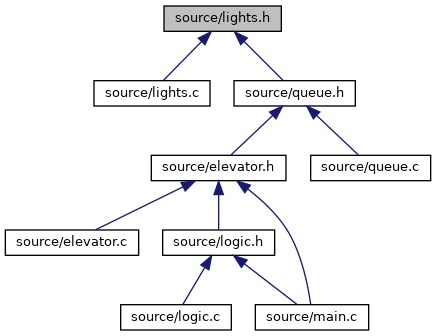 source/lights.h
source/lights.c
source/queue.h
source/elevator.h
source/queue.c
source/elevator.c
source/logic.h
source/logic.c
source/main.c